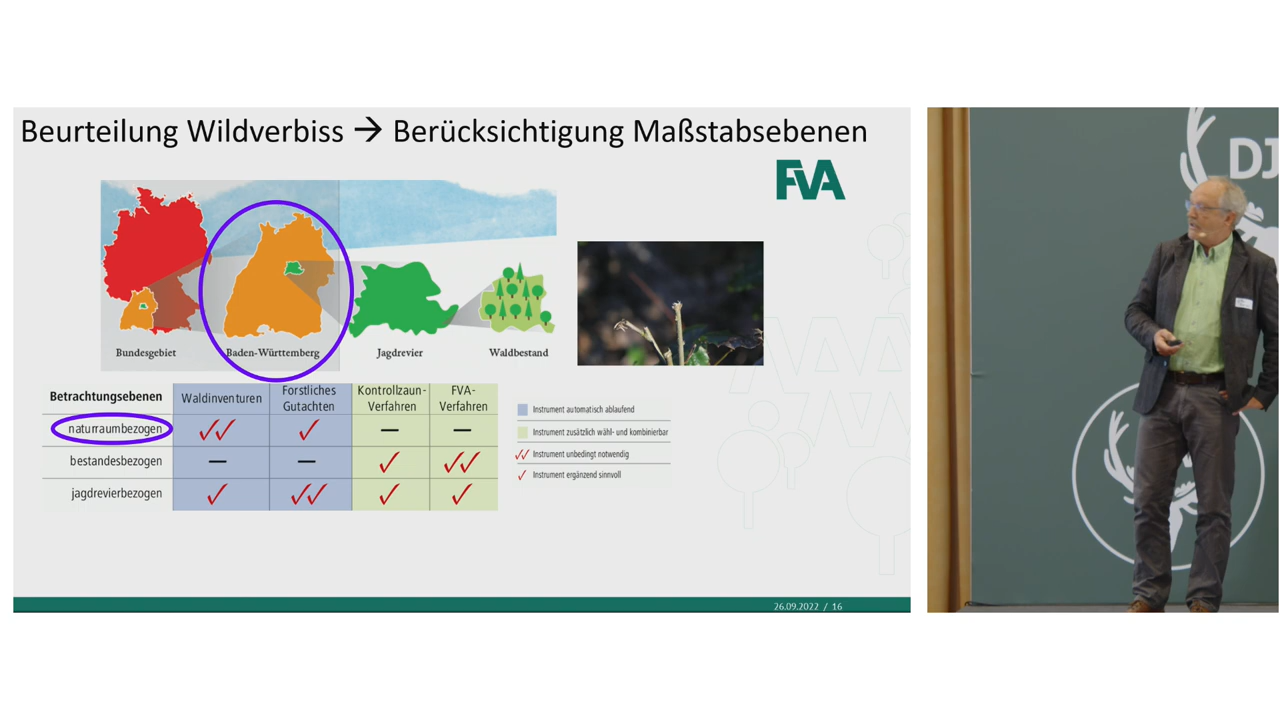 Beurteilung Wildverbiss → Berücksichtigung Maßstabsebenen
FVA
Bundesgebiet
Baden-Württemberg
Jagdrevier
Waldbestand
Betrachtungsebenen
Waldinventuren
Forstliches
Gutachten
Kontrollzaun-
Verfahren
FVA-
Verfahren
naturraumbezogen ✓✓ ✓ — —
bestandesbezogen — — ✓ ✓✓
jagdrevierbezogen ✓ ✓✓ ✓ ✓
Instrument automatisch ablaufend
Instrument zusätzlich wähl- und kombinierbar
✓✓ Instrument unbedingt notwendig
✓ Instrument ergänzend sinnvoll
26.09.2022 / 16
DJ